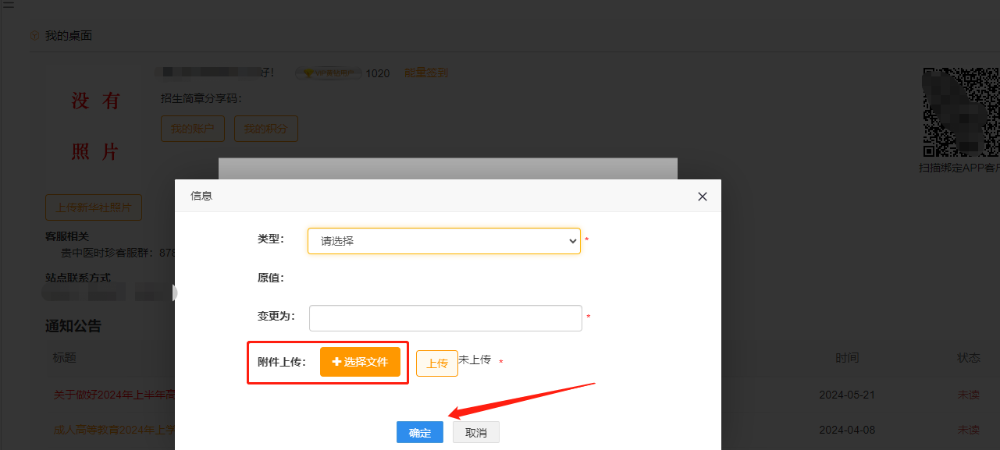 我的桌面
好!
VIP
1020
能量签到
招生简章分享码:
我的账户
我的积分
没 有
照 片
扫描绑定APP客
上传新华社照片
客服相关
贵中医时珍客服群: 878
站点联系方式
通知公告
标题
时间
状态
关于做好2024年上半年高
2024-05-21
未读
成人高等教育2024年上学
2024-04-08
未读
信息
类型:
请选择
*
原值:
变更为:
*
附件上传:
选择文件
上传
未上传
*
确定
取消